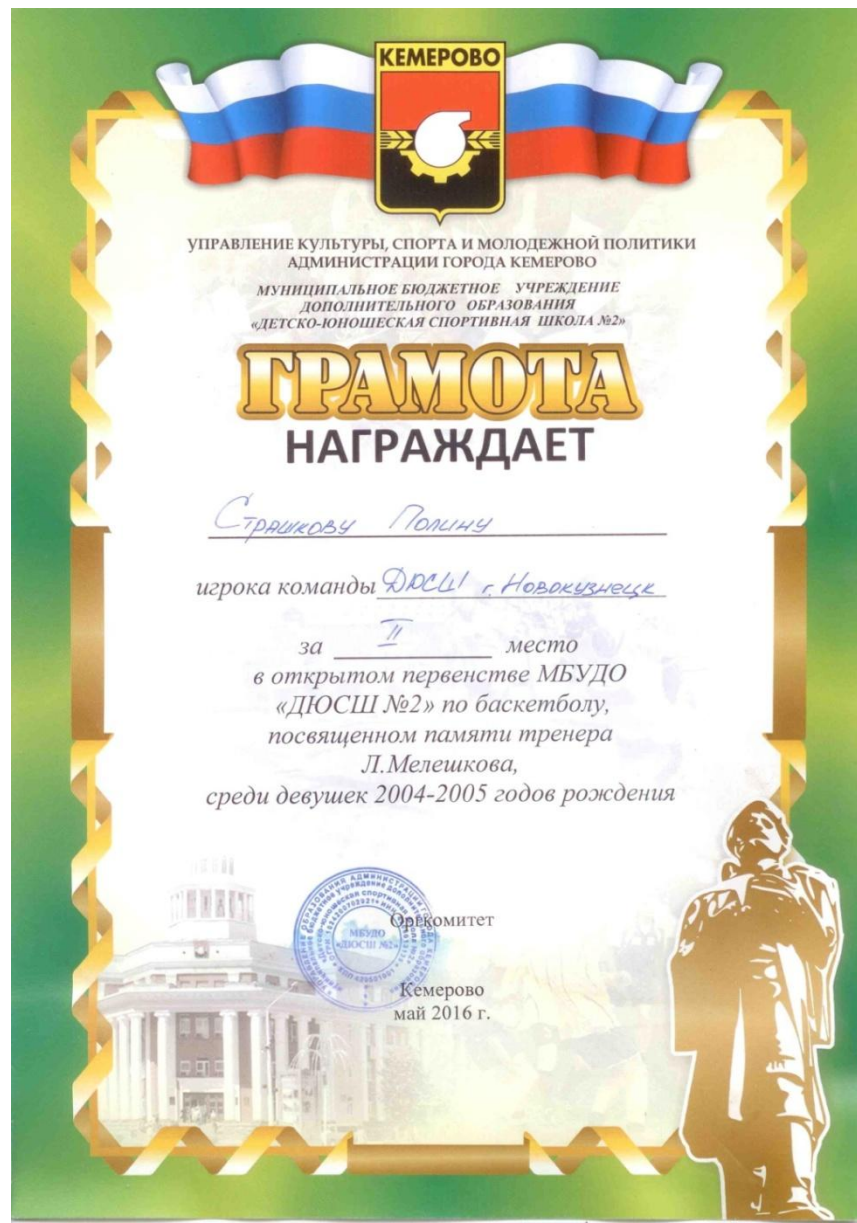 КЕМЕРОВО
УПРАВЛЕНИЕ КУЛЬТУРЫ, СПОРТА И МОЛОДЕЖНОЙ ПОЛИТИКИ
АДМИНИСТРАЦИИ ГОРОДА КЕМЕРОВО
МУНИЦИПАЛЬНОЕ БЮДЖЕТНОЕ УЧРЕЖДЕНИЕ
ДОПОЛНИТЕЛЬНОГО ОБРАЗОВАНИЯ
«ДЕТСКО-ЮНОШЕСКАЯ СПОРТИВНАЯ ШКОЛА №2»
ГРАМОТА
НАГРАЖДАЕТ
Страшкову Полину
игрока команды ДЮСШ г. Новокузнецк
за II место
в открытом первенстве МБУДО
«ДЮСШ №2» по баскетболу,
посвященном памяти тренера
Л.Мелешкова,
среди девушек 2004-2005 годов рождения
МБУДО
«ДЮСШ №2»
Оргкомитет
Кемерово
май 2016 г.